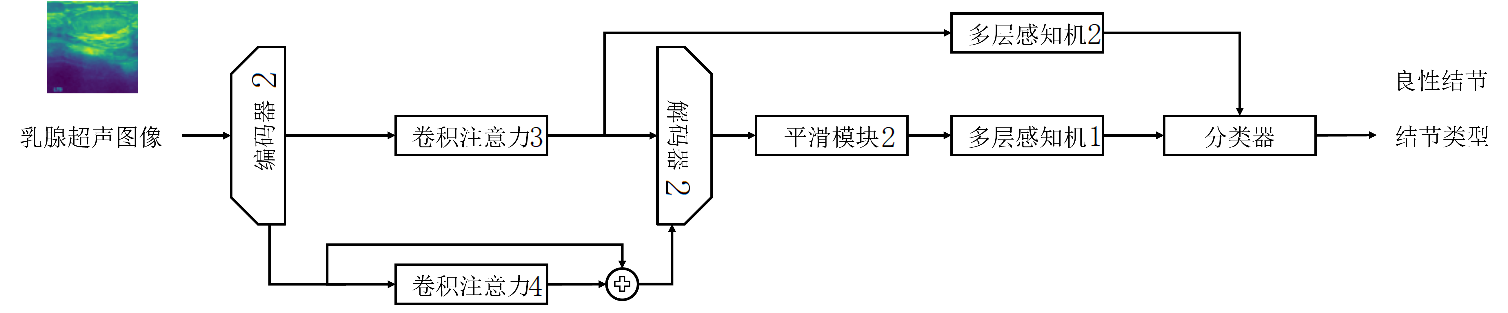 多层感知机2
良性结节
乳腺超声图像
编码器 2
卷积注意力3
解码器 2
平滑模块2
多层感知机1
分类器
结节类型
卷积注意力4